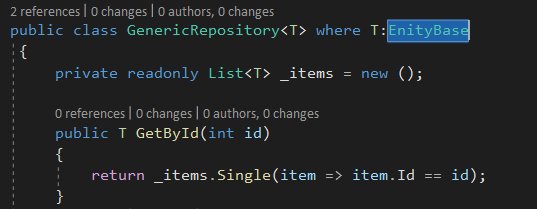 2 references | 0 changes | 0 authors, 0 changes
public class GenericRepository<T> where T:EnityBase
{
private readonly List<T> _items = new ();
0 references | 0 changes | 0 authors, 0 changes
public T GetById(int id)
{
return _items.Single(item => item.Id == id);
}